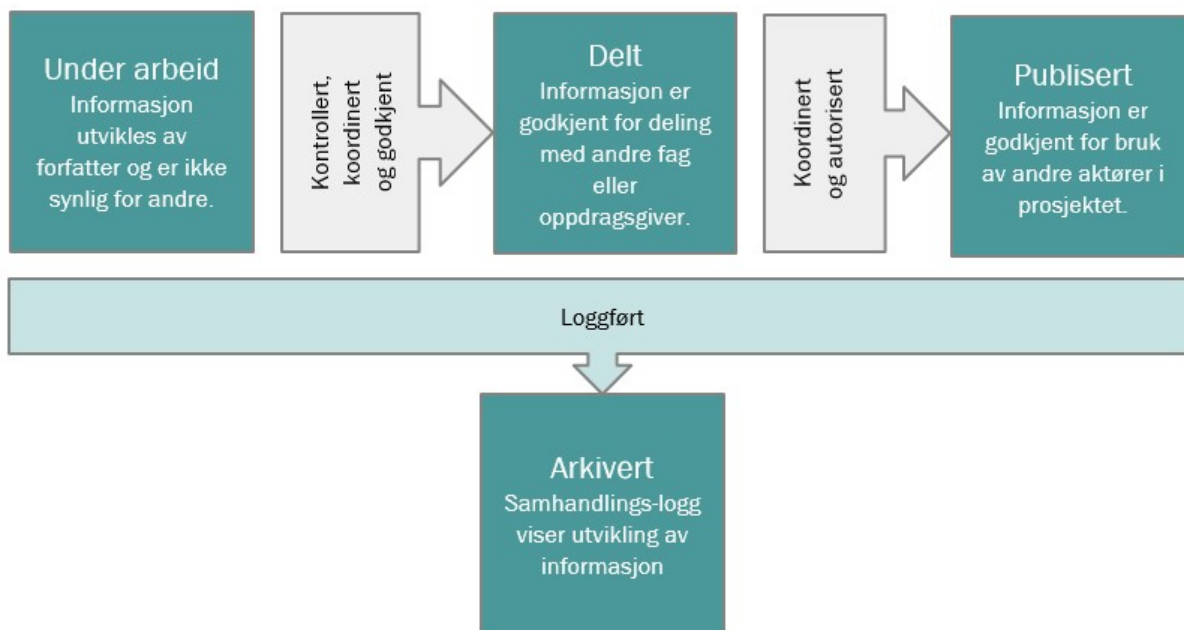 Under arbeid
Informasjon
utvikles av
forfatter og er ikke
synlig for andre.
Kontrollert,
koordinert
og godkjent
Delt
Informasjon er
godkjent for deling
med andre fag
eller
oppdragsgiver.
Koordinert
og autorisert
Publisert
Informasjon er
godkjent for bruk
av andre aktører i
prosjektet.
Loggført
Arkivert
Samhandlings-logg
viser utvikling av
informasjon